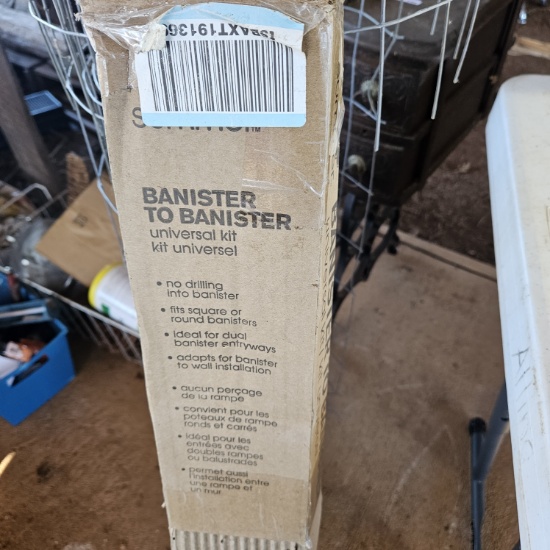 BANISTER
TO BANISTER
universal kit
kit universel
• no drilling
into banister
• fits square or
round banisters
• ideal for dual
banister entryways
• adapts for banister
to wall installation
• aucun perçage
de la rampe
• convient pour les
poteaux de rampe
ronds et carrés
• idéal pour les
entrées avec
doubles rampes
ou balustrades
• permet aussi
l'installation entre
une rampe et
un mur